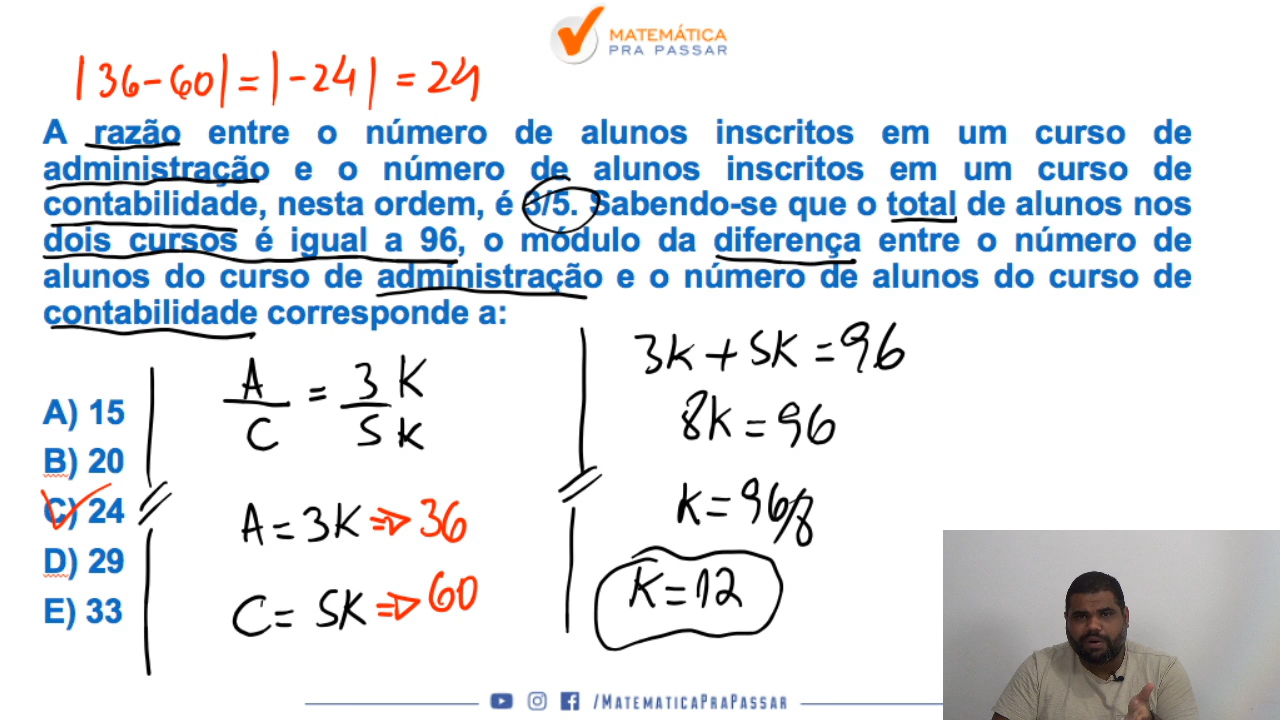 MATEMÁTICA
PRA PASSAR
|36-60|=|-24|=24
A razão entre o número de alunos inscritos em um curso de
administração e o número de alunos inscritos em um curso de
contabilidade, nesta ordem, é 3/5. Sabendo-se que o total de alunos nos
dois cursos é igual a 96, o módulo da diferença entre o número de
alunos do curso de administração e o número de alunos do curso de
contabilidade corresponde a:
A) 15
B) 20
C) 24
D) 29
E) 33
A/C = 3K/5K
A = 3K ⇒ 36
C = 5K ⇒ 60
3K + 5K = 96
8K = 96
K = 96/8
K = 12
/MatematicaPraPassar